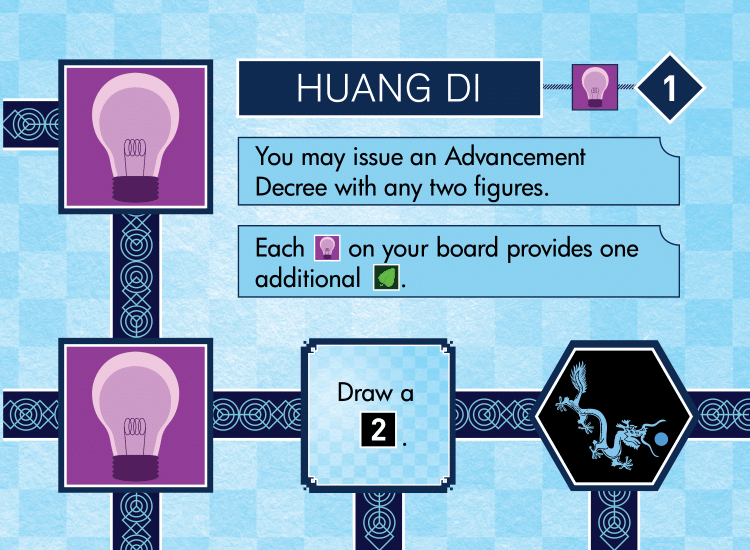 HUANG DI
1
You may issue an Advancement
Decree with any two figures.
Each on your board provides one
additional .
Draw a
2 .